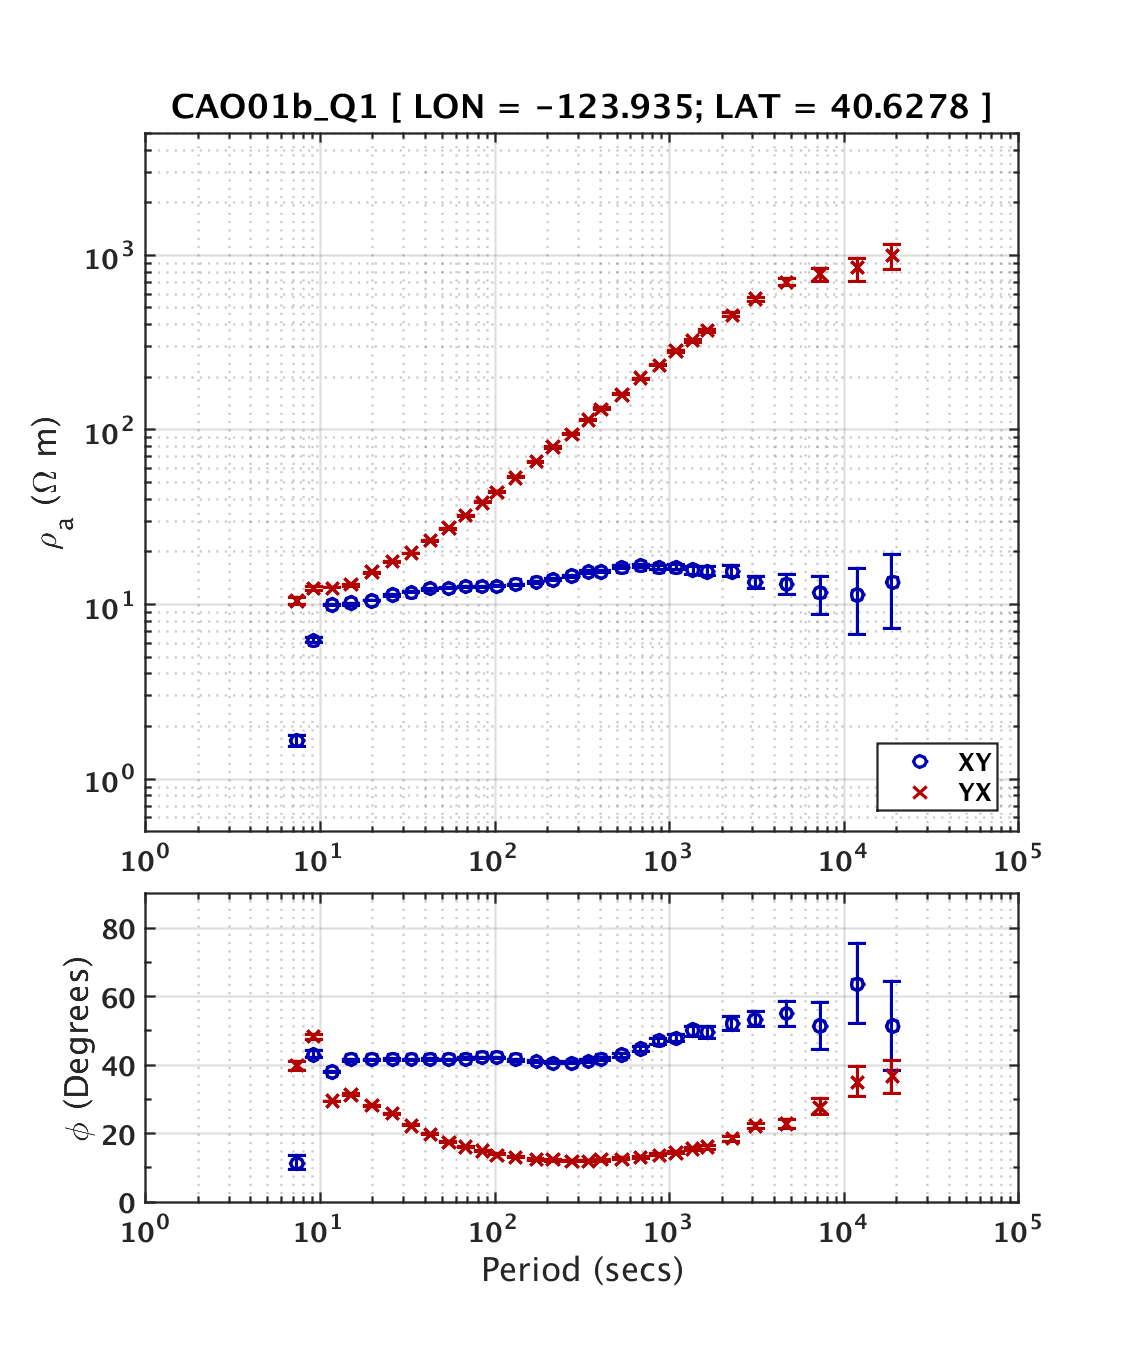 CAO01b_Q1 [ LON = −123.935; LAT = 40.6278 ]
10³
10²
10¹
10⁰
ρₐ (Ω m)
XY
YX
10⁰ 10¹ 10² 10³ 10⁴ 10⁵
80
60
40
20
0
ϕ (Degrees)
10⁰ 10¹ 10² 10³ 10⁴ 10⁵
Period (secs)